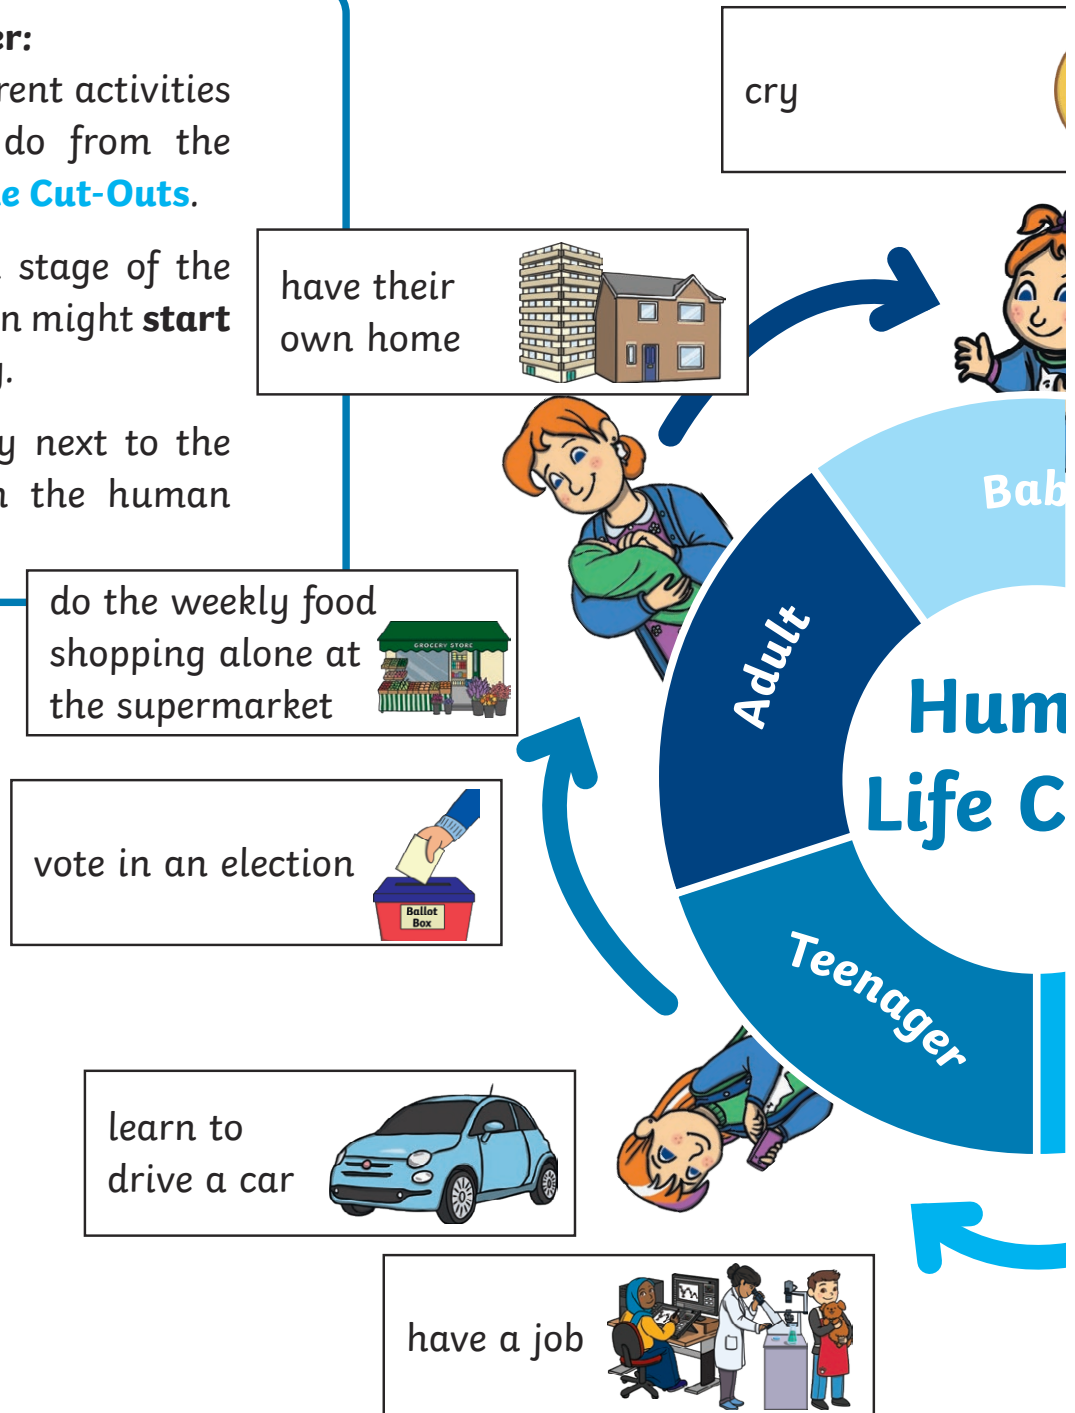 er:
rent activities
do from the
e Cut-Outs.
stage of the
n might start
.
y next to the
n the human
cry
have their
own home
do the weekly food
shopping alone at
the supermarket
GROCERY STORE
vote in an election
Ballot
Box
learn to
drive a car
have a job
Bab
Adult
Teenager
Hum
Life C